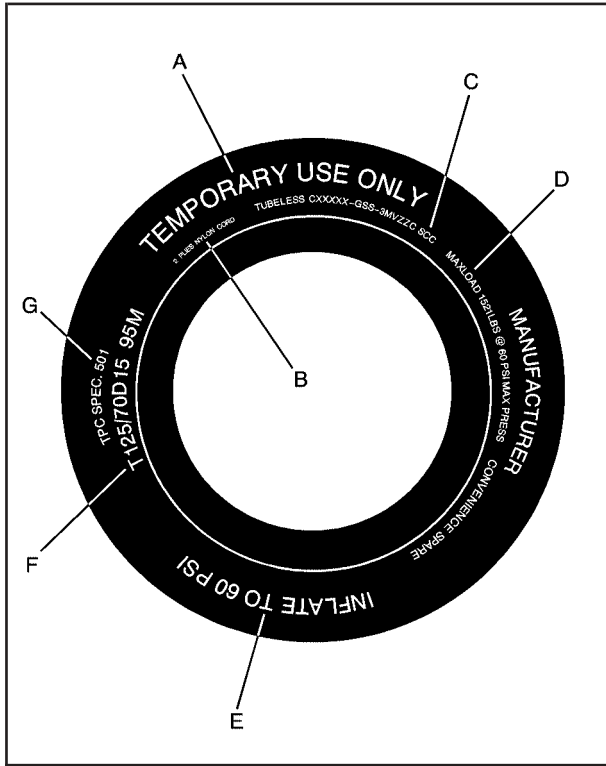 A
C
D
TEMPORARY USE ONLY
TUBELESS CXXXXX-GSS-3MVZZC SCC
2 PLIES NYLON CORD
MAXLOAD 1521LBS @ 60 PSI MAX PRESS
MANUFACTURER
G
TPC SPEC. 501
T125/70D15 95M
B
CONVENIENCE SPARE
F
INFLATE TO 60 PSI
E